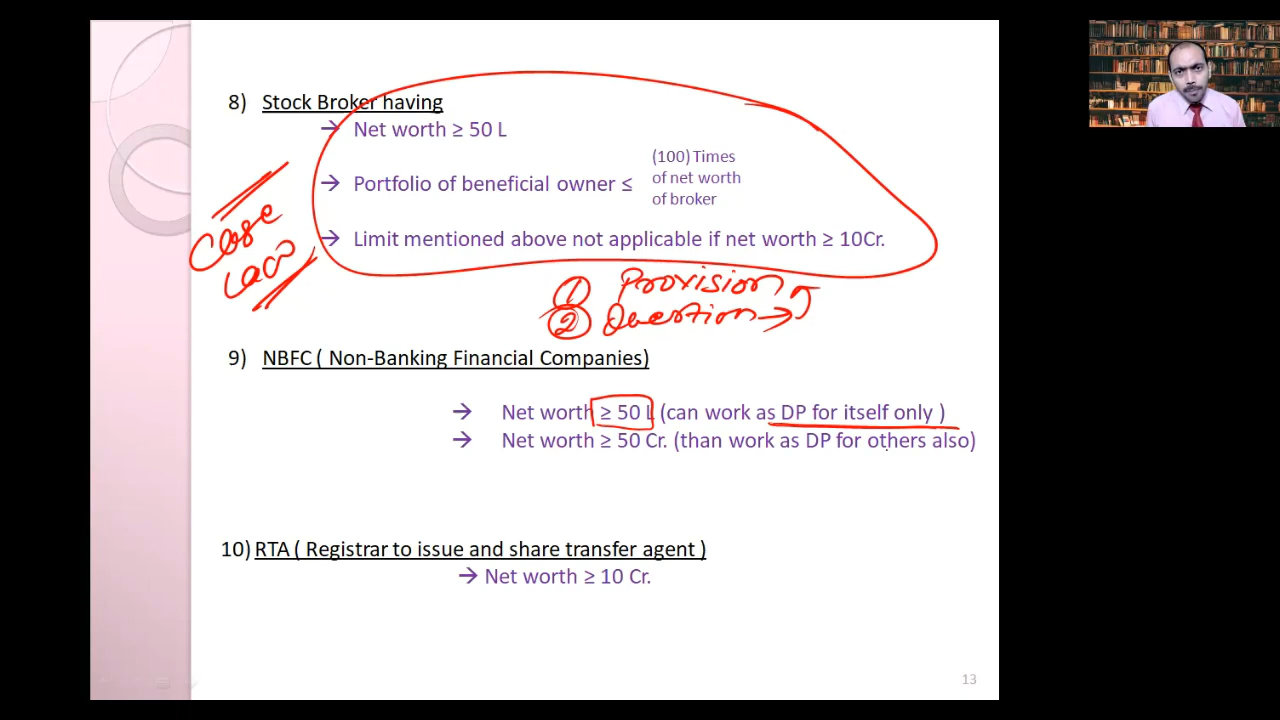 8) Stock Broker having
→ Net worth ≥ 50 L
→ Portfolio of beneficial owner ≤ (100) Times of net worth of broker
→ Limit mentioned above not applicable if net worth ≥ 10Cr.
Case
Law
① Provision
② Question →
9) NBFC ( Non-Banking Financial Companies)
→ Net worth ≥ 50 L (can work as DP for itself only )
→ Net worth ≥ 50 Cr. (than work as DP for others also)
10) RTA ( Registrar to issue and share transfer agent )
→ Net worth ≥ 10 Cr.
13